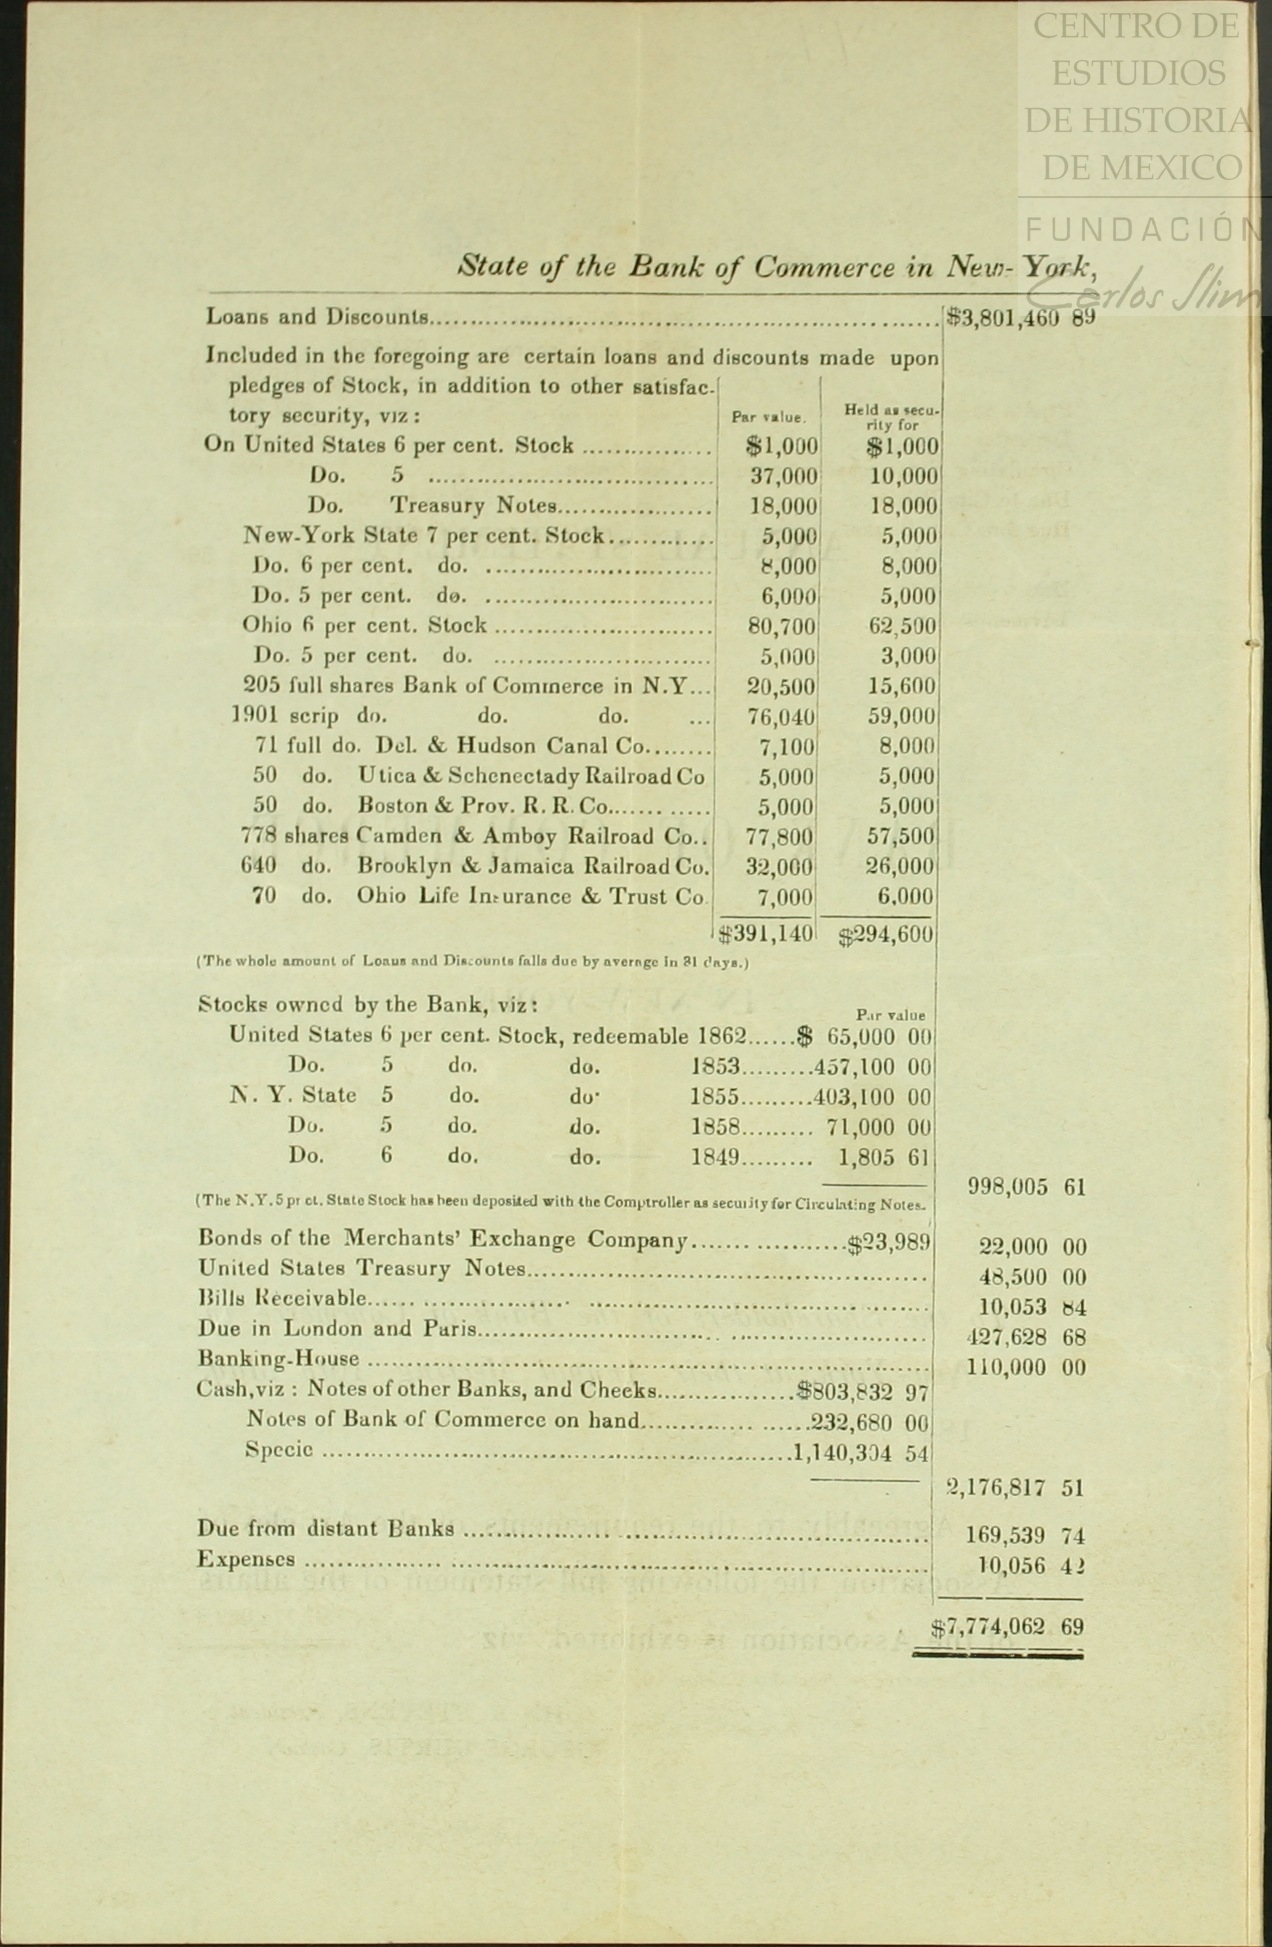 CENTRO DE
ESTUDIOS
DE HISTORIA
DE MEXICO
FUNDACIÓN
Carlos Slim
State of the Bank of Commerce in New-York,
Loans and Discounts.......... $3,801,460 89
Included in the foregoing are certain loans and discounts made upon
pledges of Stock, in addition to other satisfac-
tory security, viz: Par value. Held as secu-
rity for
On United States 6 per cent. Stock .......... $1,000 $1,000
Do. 5 .......... 37,000 10,000
Do. Treasury Notes.......... 18,000 18,000
New-York State 7 per cent. Stock.......... 5,000 5,000
Do. 6 per cent. do. .......... 8,000 8,000
Do. 5 per cent. do. .......... 6,000 5,000
Ohio 6 per cent. Stock .......... 80,700 62,500
Do. 5 per cent. do. .......... 5,000 3,000
205 full shares Bank of Commerce in N.Y... 20,500 15,600
1901 scrip do. do. do. ... 76,040 59,000
71 full do. Del. & Hudson Canal Co........ 7,100 8,000
50 do. Utica & Schenectady Railroad Co 5,000 5,000
50 do. Boston & Prov. R. R. Co.......... 5,000 5,000
778 shares Camden & Amboy Railroad Co.. 77,800 57,500
640 do. Brooklyn & Jamaica Railroad Co. 32,000 26,000
70 do. Ohio Life Insurance & Trust Co. 7,000 6,000
$391,140 $294,600
(The whole amount of Loans and Discounts falls due by average in 31 days.)
Stocks owned by the Bank, viz: Par value
United States 6 per cent. Stock, redeemable 1862......$ 65,000 00
Do. 5 do. do. 1853.........457,100 00
N. Y. State 5 do. do. 1855.........403,100 00
Do. 5 do. do. 1858......... 71,000 00
Do. 6 do. do. 1849......... 1,805 61
998,005 61
(The N.Y. 5 pr ct. State Stock has been deposited with the Comptroller as security for Circulating Notes.
Bonds of the Merchants' Exchange Company..........$23,989 22,000 00
United States Treasury Notes.......... 48,500 00
Bills Receivable.......... 10,053 84
Due in London and Paris.......... 427,628 68
Banking-House .......... 110,000 00
Cash, viz: Notes of other Banks, and Checks..........$803,832 97
Notes of Bank of Commerce on hand..........232,680 00
Specie ..........1,140,304 54
2,176,817 51
Due from distant Banks .......... 169,539 74
Expenses .......... 10,056 42
$7,774,062 69